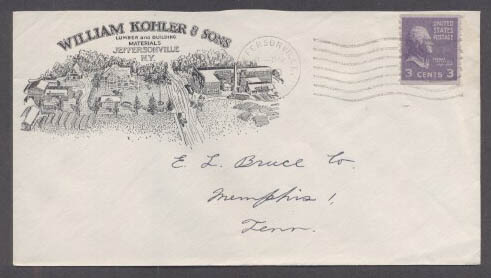 WILLIAM KOHLER & SONS
LUMBER and BUILDING
MATERIALS
JEFFERSONVILLE
N.Y.
JEFFERSONVILLE
UNITED
STATES
POSTAGE
3 CENTS 3
E. L. Bruce Co.
Memphis 1,
Tenn.